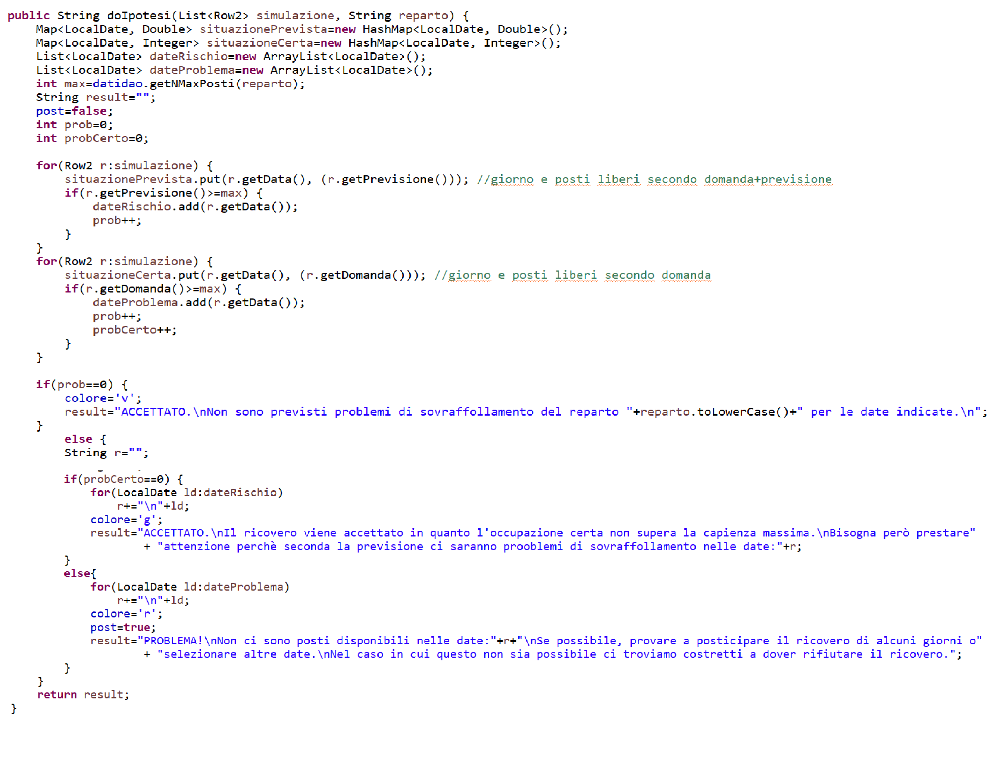 public String doIpotesi(List<Row2> simulazione, String reparto) {
Map<LocalDate, Double> situazionePrevista=new HashMap<LocalDate, Double>();
Map<LocalDate, Integer> situazioneCerta=new HashMap<LocalDate, Integer>();
List<LocalDate> dateRischio=new ArrayList<LocalDate>();
List<LocalDate> dateProblema=new ArrayList<LocalDate>();
int max=datidao.getNMaxPosti(reparto);
String result="";
post=false;
int prob=0;
int probCerto=0;
for(Row2 r:simulazione) {
situazionePrevista.put(r.getData(), (r.getPrevisione())); //giorno e posti liberi secondo domanda+previsione
if(r.getPrevisione()>=max) {
dateRischio.add(r.getData());
prob++;
}
}
for(Row2 r:simulazione) {
situazioneCerta.put(r.getData(), (r.getDomanda())); //giorno e posti liberi secondo domanda
if(r.getDomanda()>=max) {
dateProblema.add(r.getData());
prob++;
probCerto++;
}
}
if(prob==0) {
colore='v';
result="ACCETTATO.\nNon sono previsti problemi di sovraffollamento del reparto "+reparto.toLowerCase()+" per le date indicate.\n";
}
else {
String r="";
if(probCerto==0) {
for(LocalDate ld:dateRischio)
r+="\n"+ld;
colore='g';
result="ACCETTATO.\nIl ricovero viene accettato in quanto l'occupazione certa non supera la capienza massima.\nBisogna però prestare"
+ "attenzione perchè seconda la previsione ci saranno prooblemi di sovraffollamento nelle date:"+r;
}
else{
for(LocalDate ld:dateProblema)
r+="\n"+ld;
colore='r';
post=true;
result="PROBLEMA!\nNon ci sono posti disponibili nelle date:"+r+"\nSe possibile, provare a posticipare il ricovero di alcuni giorni o"
+ "selezionare altre date.\nNel caso in cui questo non sia possibile ci troviamo costretti a dover rifiutare il ricovero.";
}
}
return result;
}